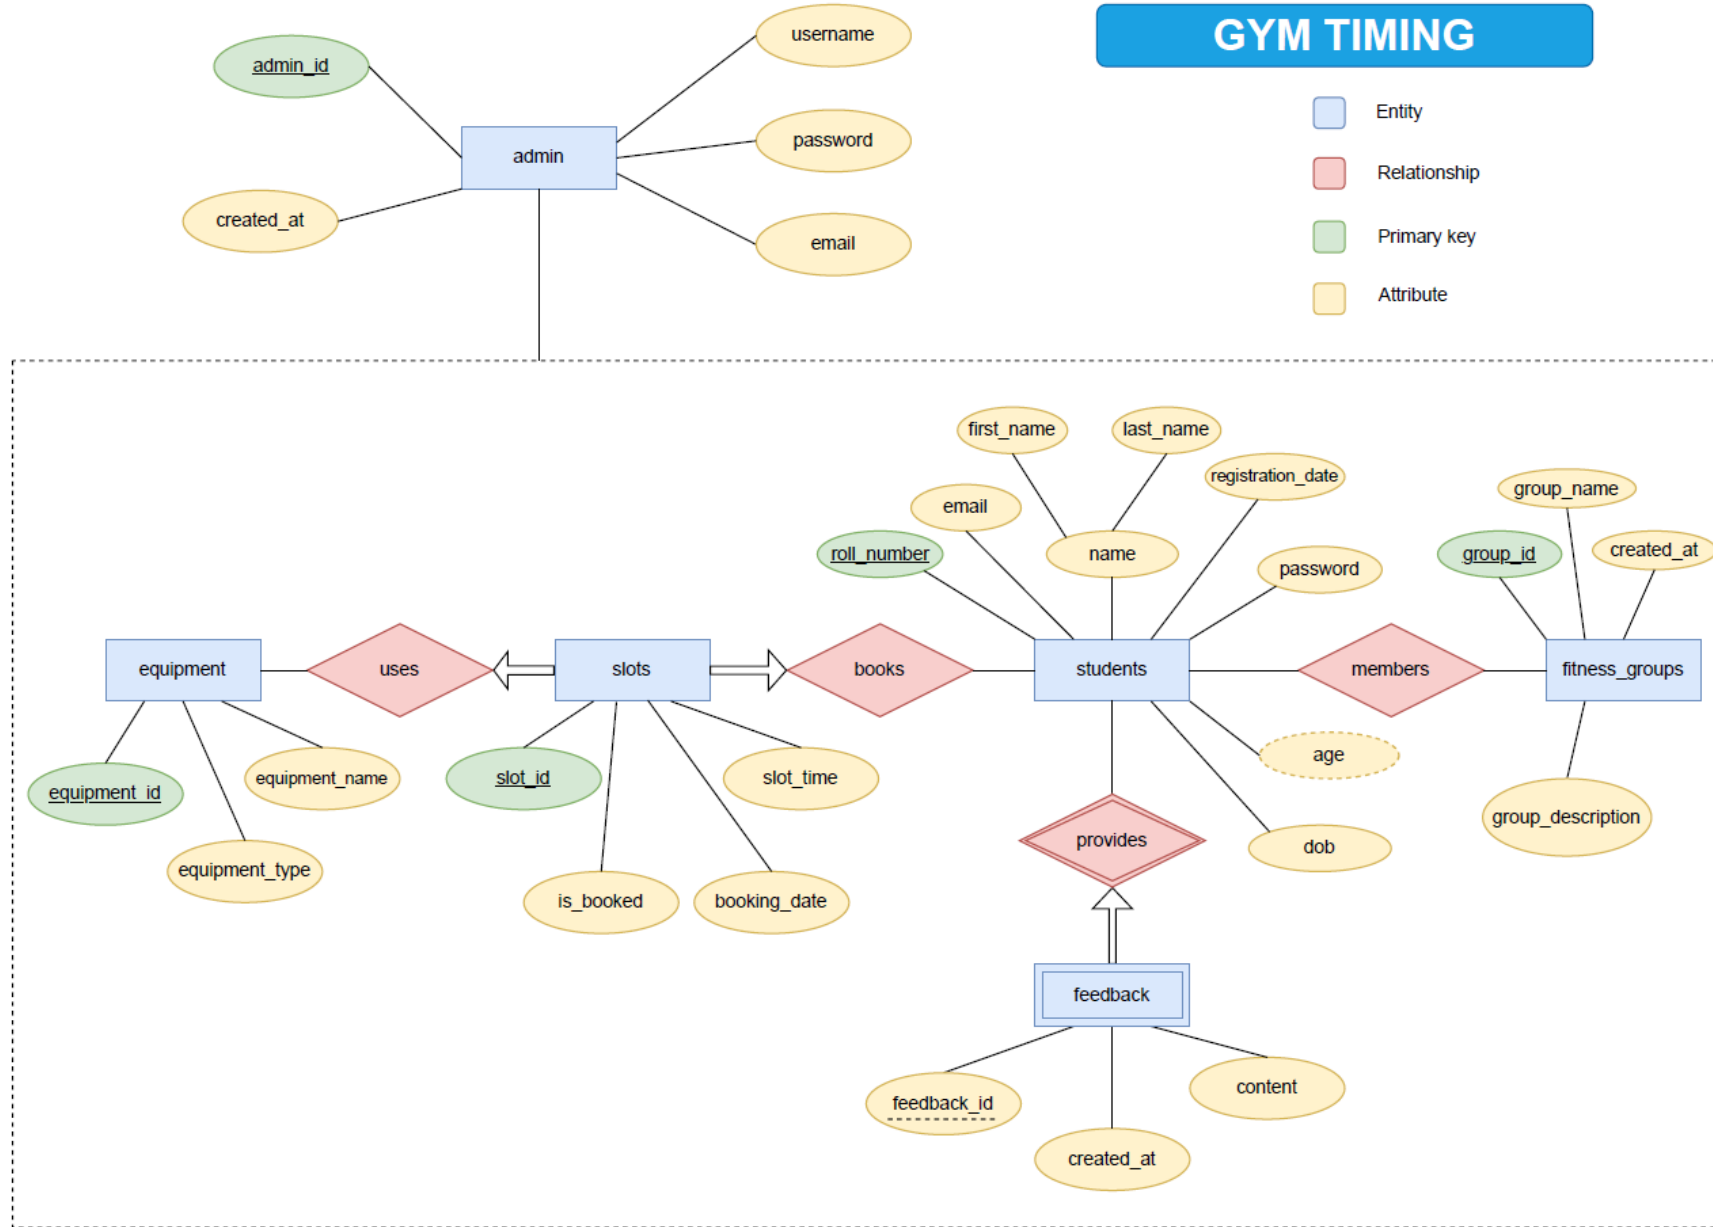 GYM TIMING
Entity
Relationship
Primary key
Attribute
username
admin_id
password
admin
created_at
email
first_name
last_name
registration_date
group_name
email
roll_number
name
group_id
created_at
password
equipment
uses
slots
books
students
members
fitness_groups
age
equipment_name
slot_id
slot_time
equipment_id
group_description
provides
dob
equipment_type
is_booked
booking_date
feedback
content
feedback_id
created_at